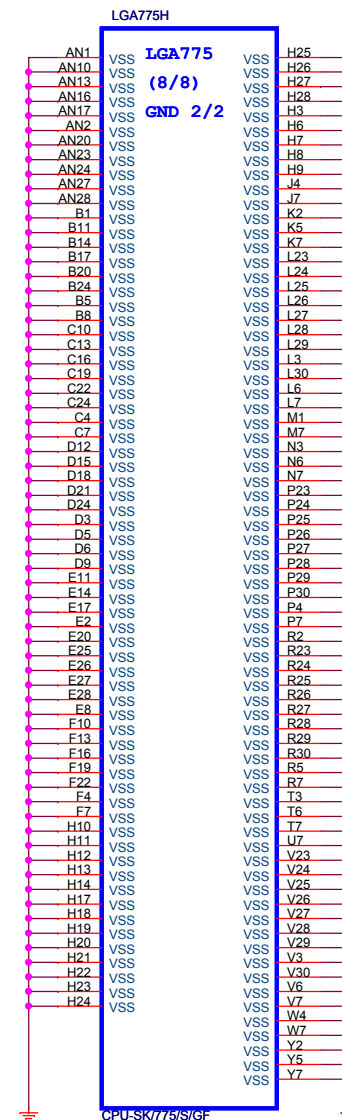 LGA775H
AN1 VSS LGA775 VSS H25
AN10 VSS VSS H26
AN13 VSS (8/8) VSS H27
AN16 VSS VSS H28
AN17 VSS GND 2/2 VSS H3
AN2 VSS VSS H6
AN20 VSS VSS H7
AN23 VSS VSS H8
AN24 VSS VSS H9
AN27 VSS VSS J4
AN28 VSS VSS J7
B1 VSS VSS K2
B11 VSS VSS K5
B14 VSS VSS K7
B17 VSS VSS L23
B20 VSS VSS L24
B24 VSS VSS L25
B5 VSS VSS L26
B8 VSS VSS L27
C10 VSS VSS L28
C13 VSS VSS L29
C16 VSS VSS L3
C19 VSS VSS L30
C22 VSS VSS L6
C24 VSS VSS L7
C4 VSS VSS M1
C7 VSS VSS M7
D12 VSS VSS N3
D15 VSS VSS N6
D18 VSS VSS N7
D21 VSS VSS P23
D24 VSS VSS P24
D3 VSS VSS P25
D5 VSS VSS P26
D6 VSS VSS P27
D9 VSS VSS P28
E11 VSS VSS P29
E14 VSS VSS P30
E17 VSS VSS P4
E2 VSS VSS P7
E20 VSS VSS R2
E25 VSS VSS R23
E26 VSS VSS R24
E27 VSS VSS R25
E28 VSS VSS R26
E8 VSS VSS R27
F10 VSS VSS R28
F13 VSS VSS R29
F16 VSS VSS R30
F19 VSS VSS R5
F22 VSS VSS R7
F4 VSS VSS T3
F7 VSS VSS T6
H10 VSS VSS T7
H11 VSS VSS U7
H12 VSS VSS V23
H13 VSS VSS V24
H14 VSS VSS V25
H17 VSS VSS V26
H18 VSS VSS V27
H19 VSS VSS V28
H20 VSS VSS V29
H21 VSS VSS V3
H22 VSS VSS V30
H23 VSS VSS V6
H24 VSS VSS V7
VSS W4
VSS W7
VSS Y2
VSS Y5
VSS Y7
CPU-SK/775/S/GF